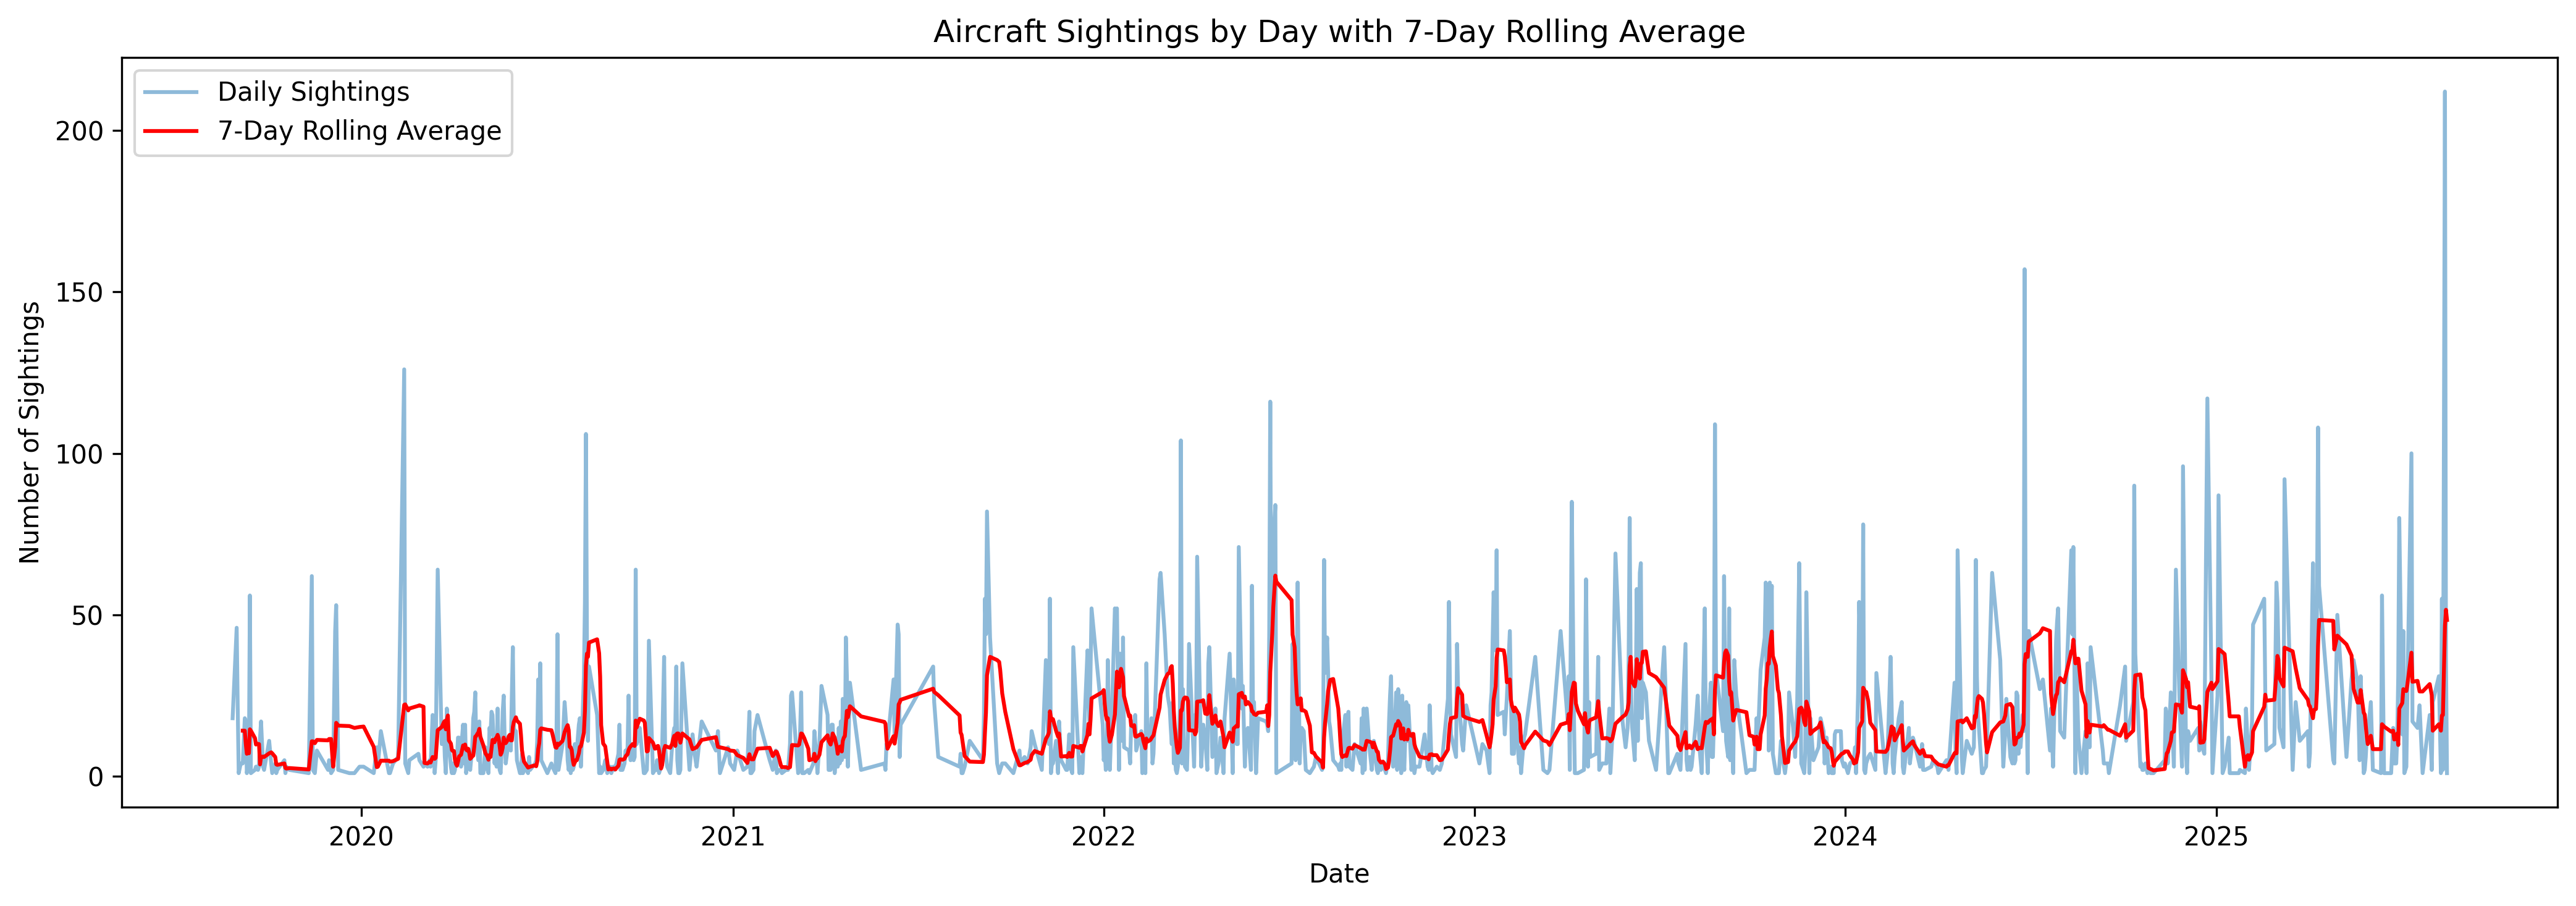 Aircraft Sightings by Day with 7-Day Rolling Average
Daily Sightings
7-Day Rolling Average
Number of Sightings
200
150
100
50
0
2020
2021
2022
2023
2024
2025
Date